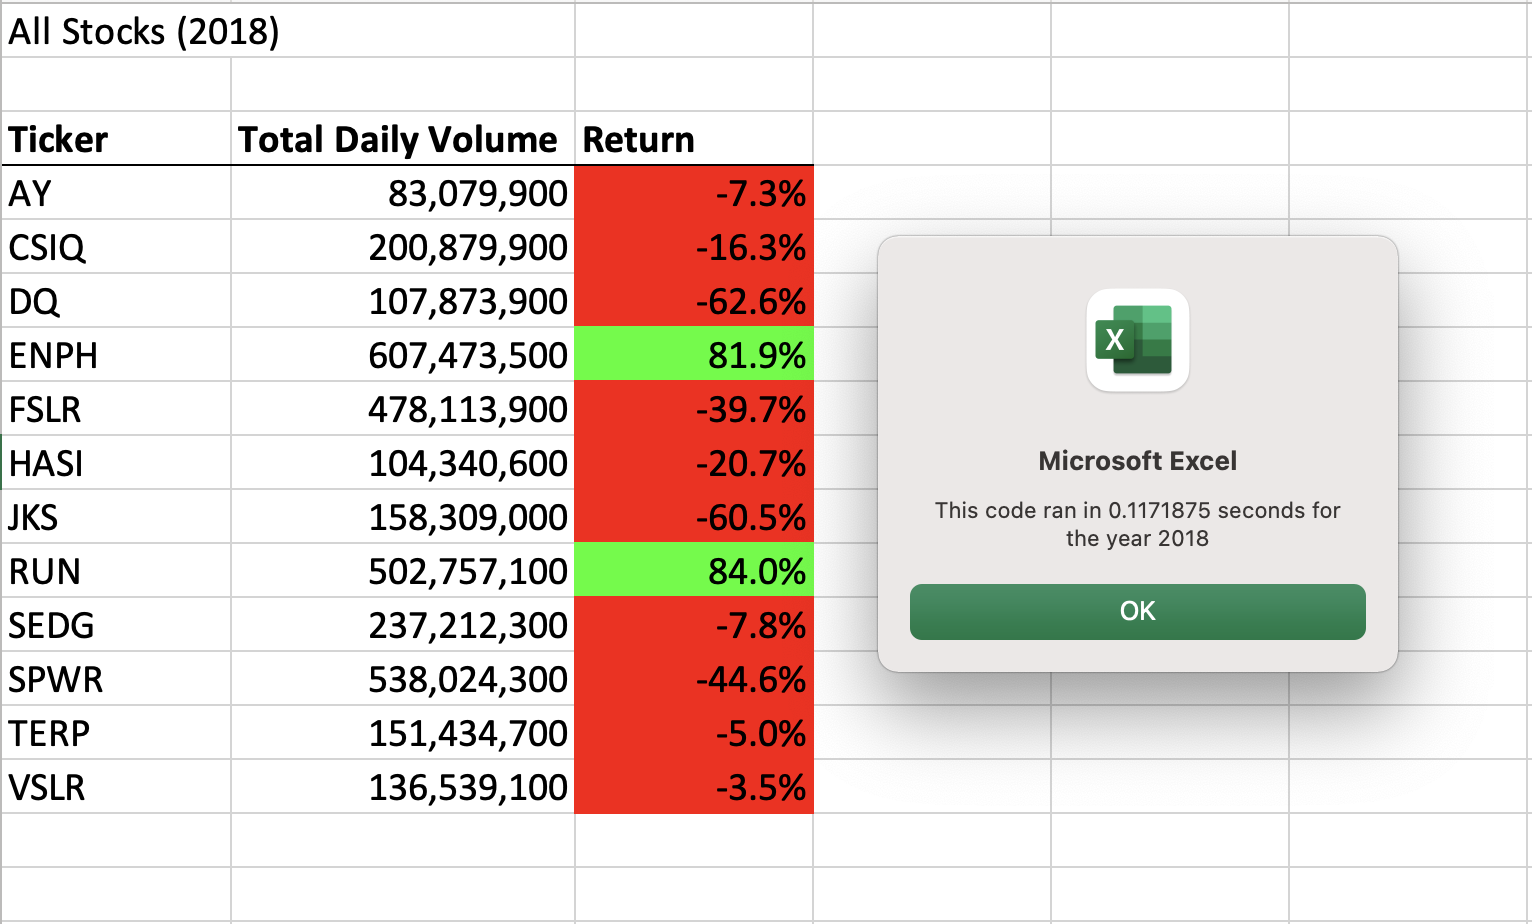 All Stocks (2018)
Ticker Total Daily Volume Return
AY 83,079,900 -7.3%
CSIQ 200,879,900 -16.3%
DQ 107,873,900 -62.6%
ENPH 607,473,500 81.9%
FSLR 478,113,900 -39.7%
HASI 104,340,600 -20.7%
JKS 158,309,000 -60.5%
RUN 502,757,100 84.0%
SEDG 237,212,300 -7.8%
SPWR 538,024,300 -44.6%
TERP 151,434,700 -5.0%
VSLR 136,539,100 -3.5%
X
Microsoft Excel
This code ran in 0.1171875 seconds for
the year 2018
OK